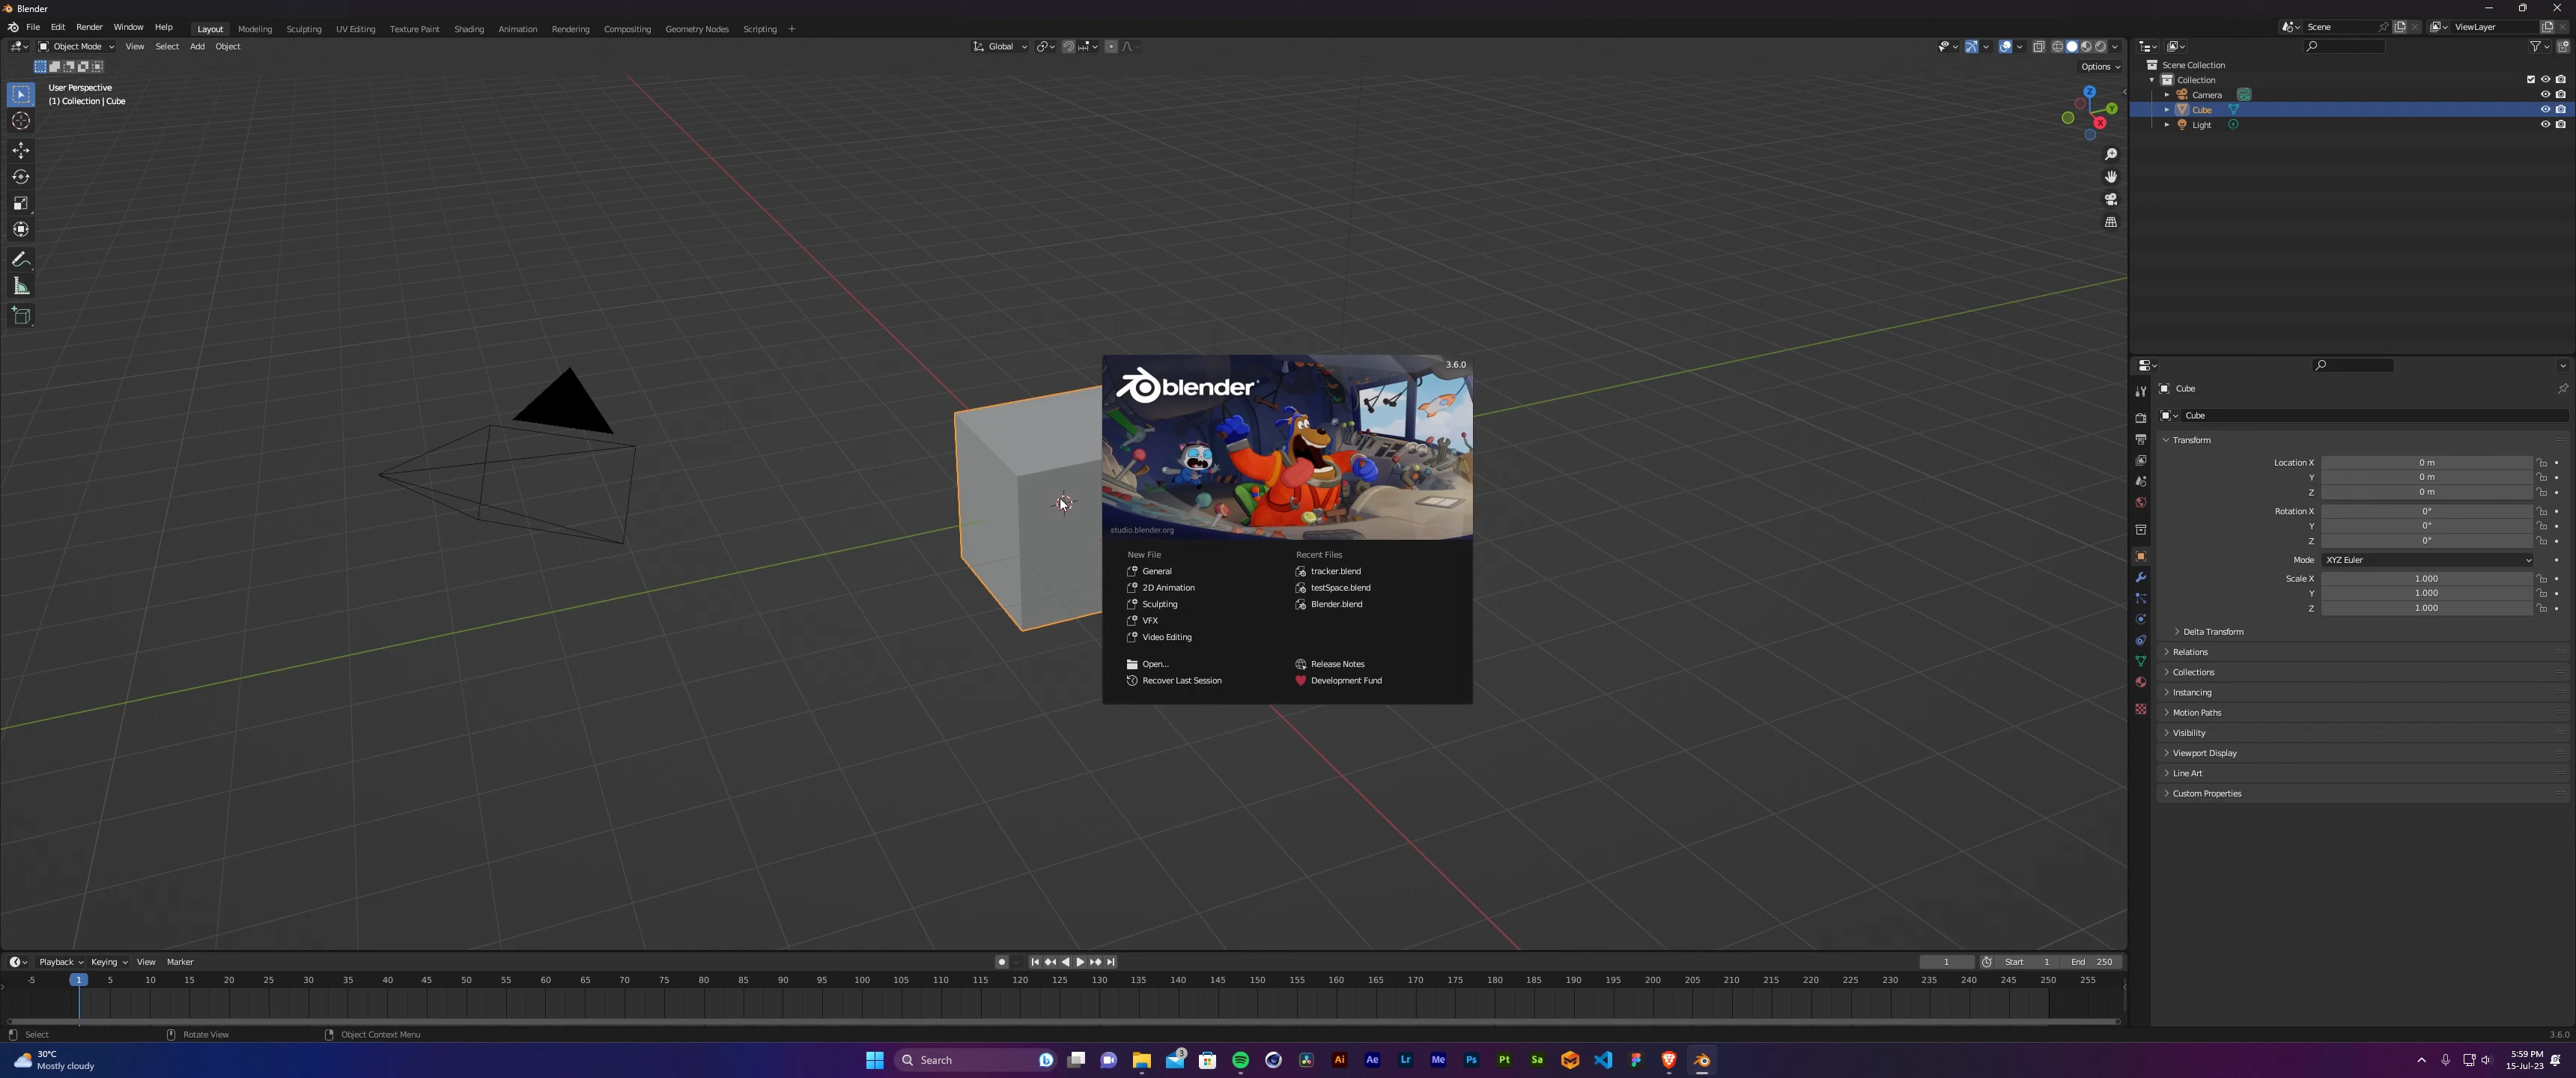 Blender
File Edit Render Window Help Layout Modeling Sculpting UV Editing Texture Paint Shading Animation Rendering Compositing Geometry Nodes Scripting + Scene ViewLayer
Object Mode View Select Add Object Global
Options
User Perspective
(1) Collection | Cube
Z
Y
X
Scene Collection
Collection
Camera
Cube
Light
3.6.0
blender
studio.blender.org
New File Recent Files
General tracker.blend
2D Animation testSpace.blend
Sculpting Blender.blend
VFX
Video Editing
Open... Release Notes
Recover Last Session Development Fund
Cube
Cube
Transform
Location X 0 m
Y 0 m
Z 0 m
Rotation X 0°
Y 0°
Z 0°
Mode XYZ Euler
Scale X 1.000
Y 1.000
Z 1.000
Delta Transform
Relations
Collections
Instancing
Motion Paths
Visibility
Viewport Display
Line Art
Custom Properties
Playback Keying View Marker 1 Start 1 End 250
-5 1 5 10 15 20 25 30 35 40 45 50 55 60 65 70 75 80 85 90 95 100 105 110 115 120 125 130 135 140 145 150 155 160 165 170 175 180 185 190 195 200 205 210 215 220 225 230 235 240 245 250 255
Select Rotate View Object Context Menu 3.6.0
30°C
Mostly cloudy
Search 3 Ai Ae Lr Me Ps Pt Sa
5:59 PM
15-Jul-23